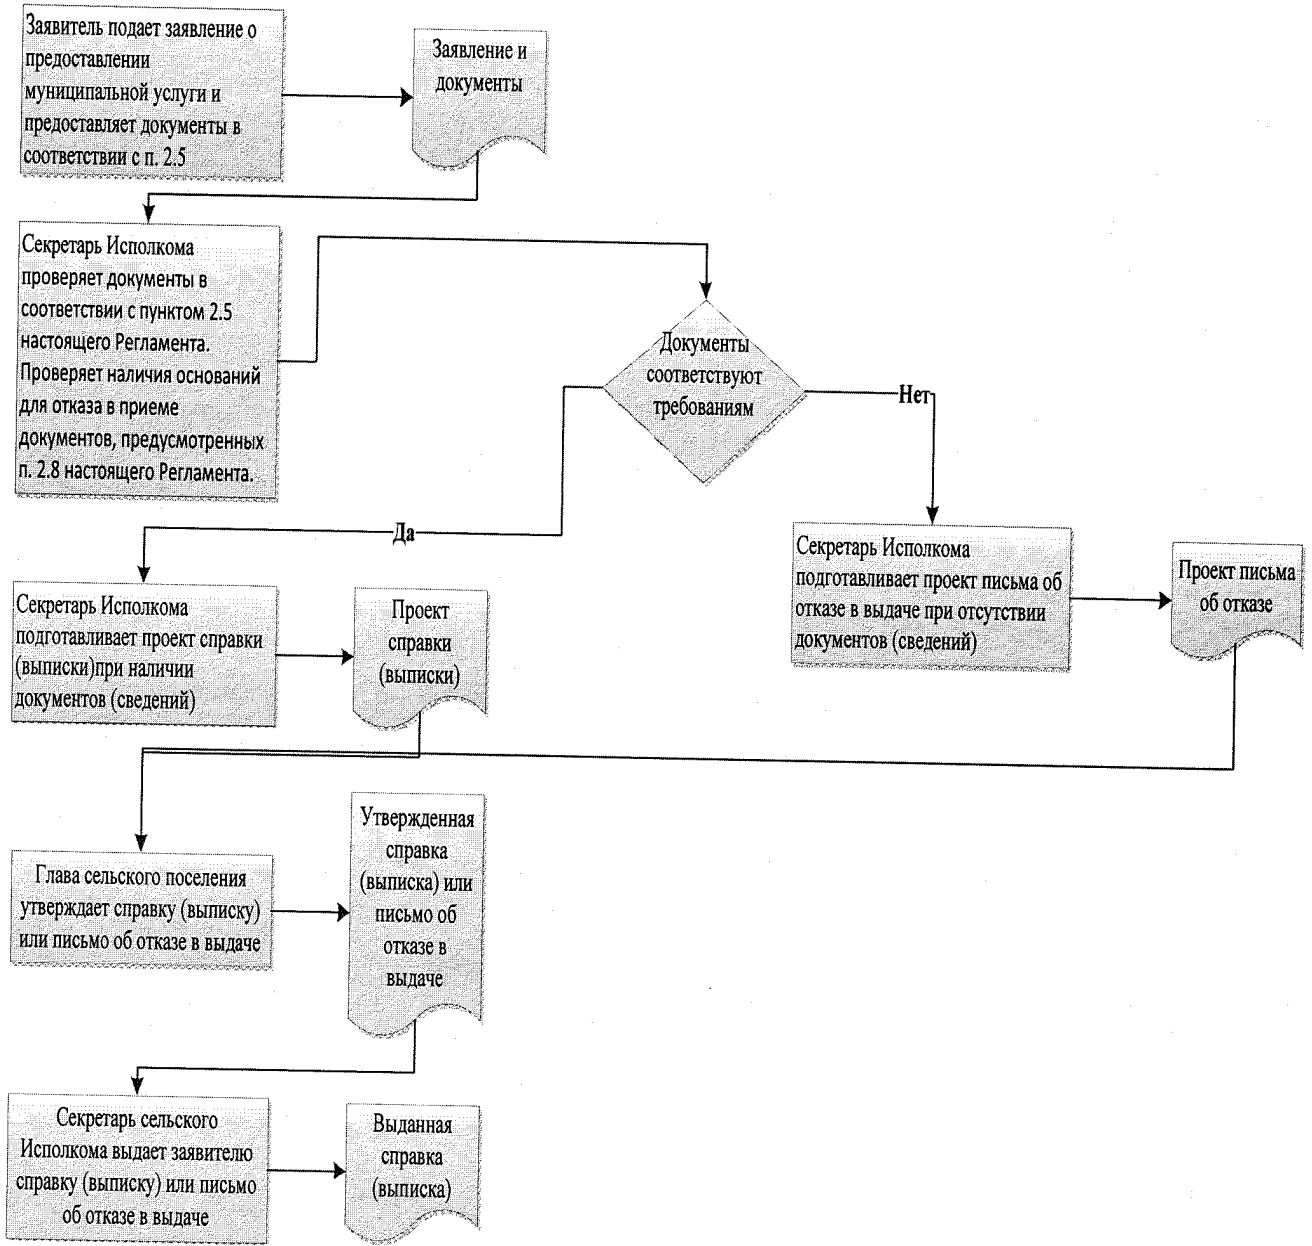 Заявитель подает заявление о
предоставлении
муниципальной услуги и
предоставляет документы в
соответствии с п. 2.5
Заявление и
документы
Секретарь Исполкома
проверяет документы в
соответствии с пунктом 2.5
настоящего Регламента.
Проверяет наличия оснований
для отказа в приеме
документов, предусмотренных
п. 2.8 настоящего Регламента.
Документы
соответствуют
требованиям
Нет
Да
Секретарь Исполкома
подготавливает проект письма об
отказе в выдаче при отсутствии
документов (сведений)
Проект письма
об отказе
Секретарь Исполкома
подготавливает проект справки
(выписки)при наличии
документов (сведений)
Проект
справки
(выписки)
Глава сельского поселения
утверждает справку (выписку)
или письмо об отказе в выдаче
Утвержденная
справка
(выписка) или
письмо об
отказе в
выдаче
Секретарь сельского
Исполкома выдает заявителю
справку (выписку) или письмо
об отказе в выдаче
Выданная
справка
(выписка)